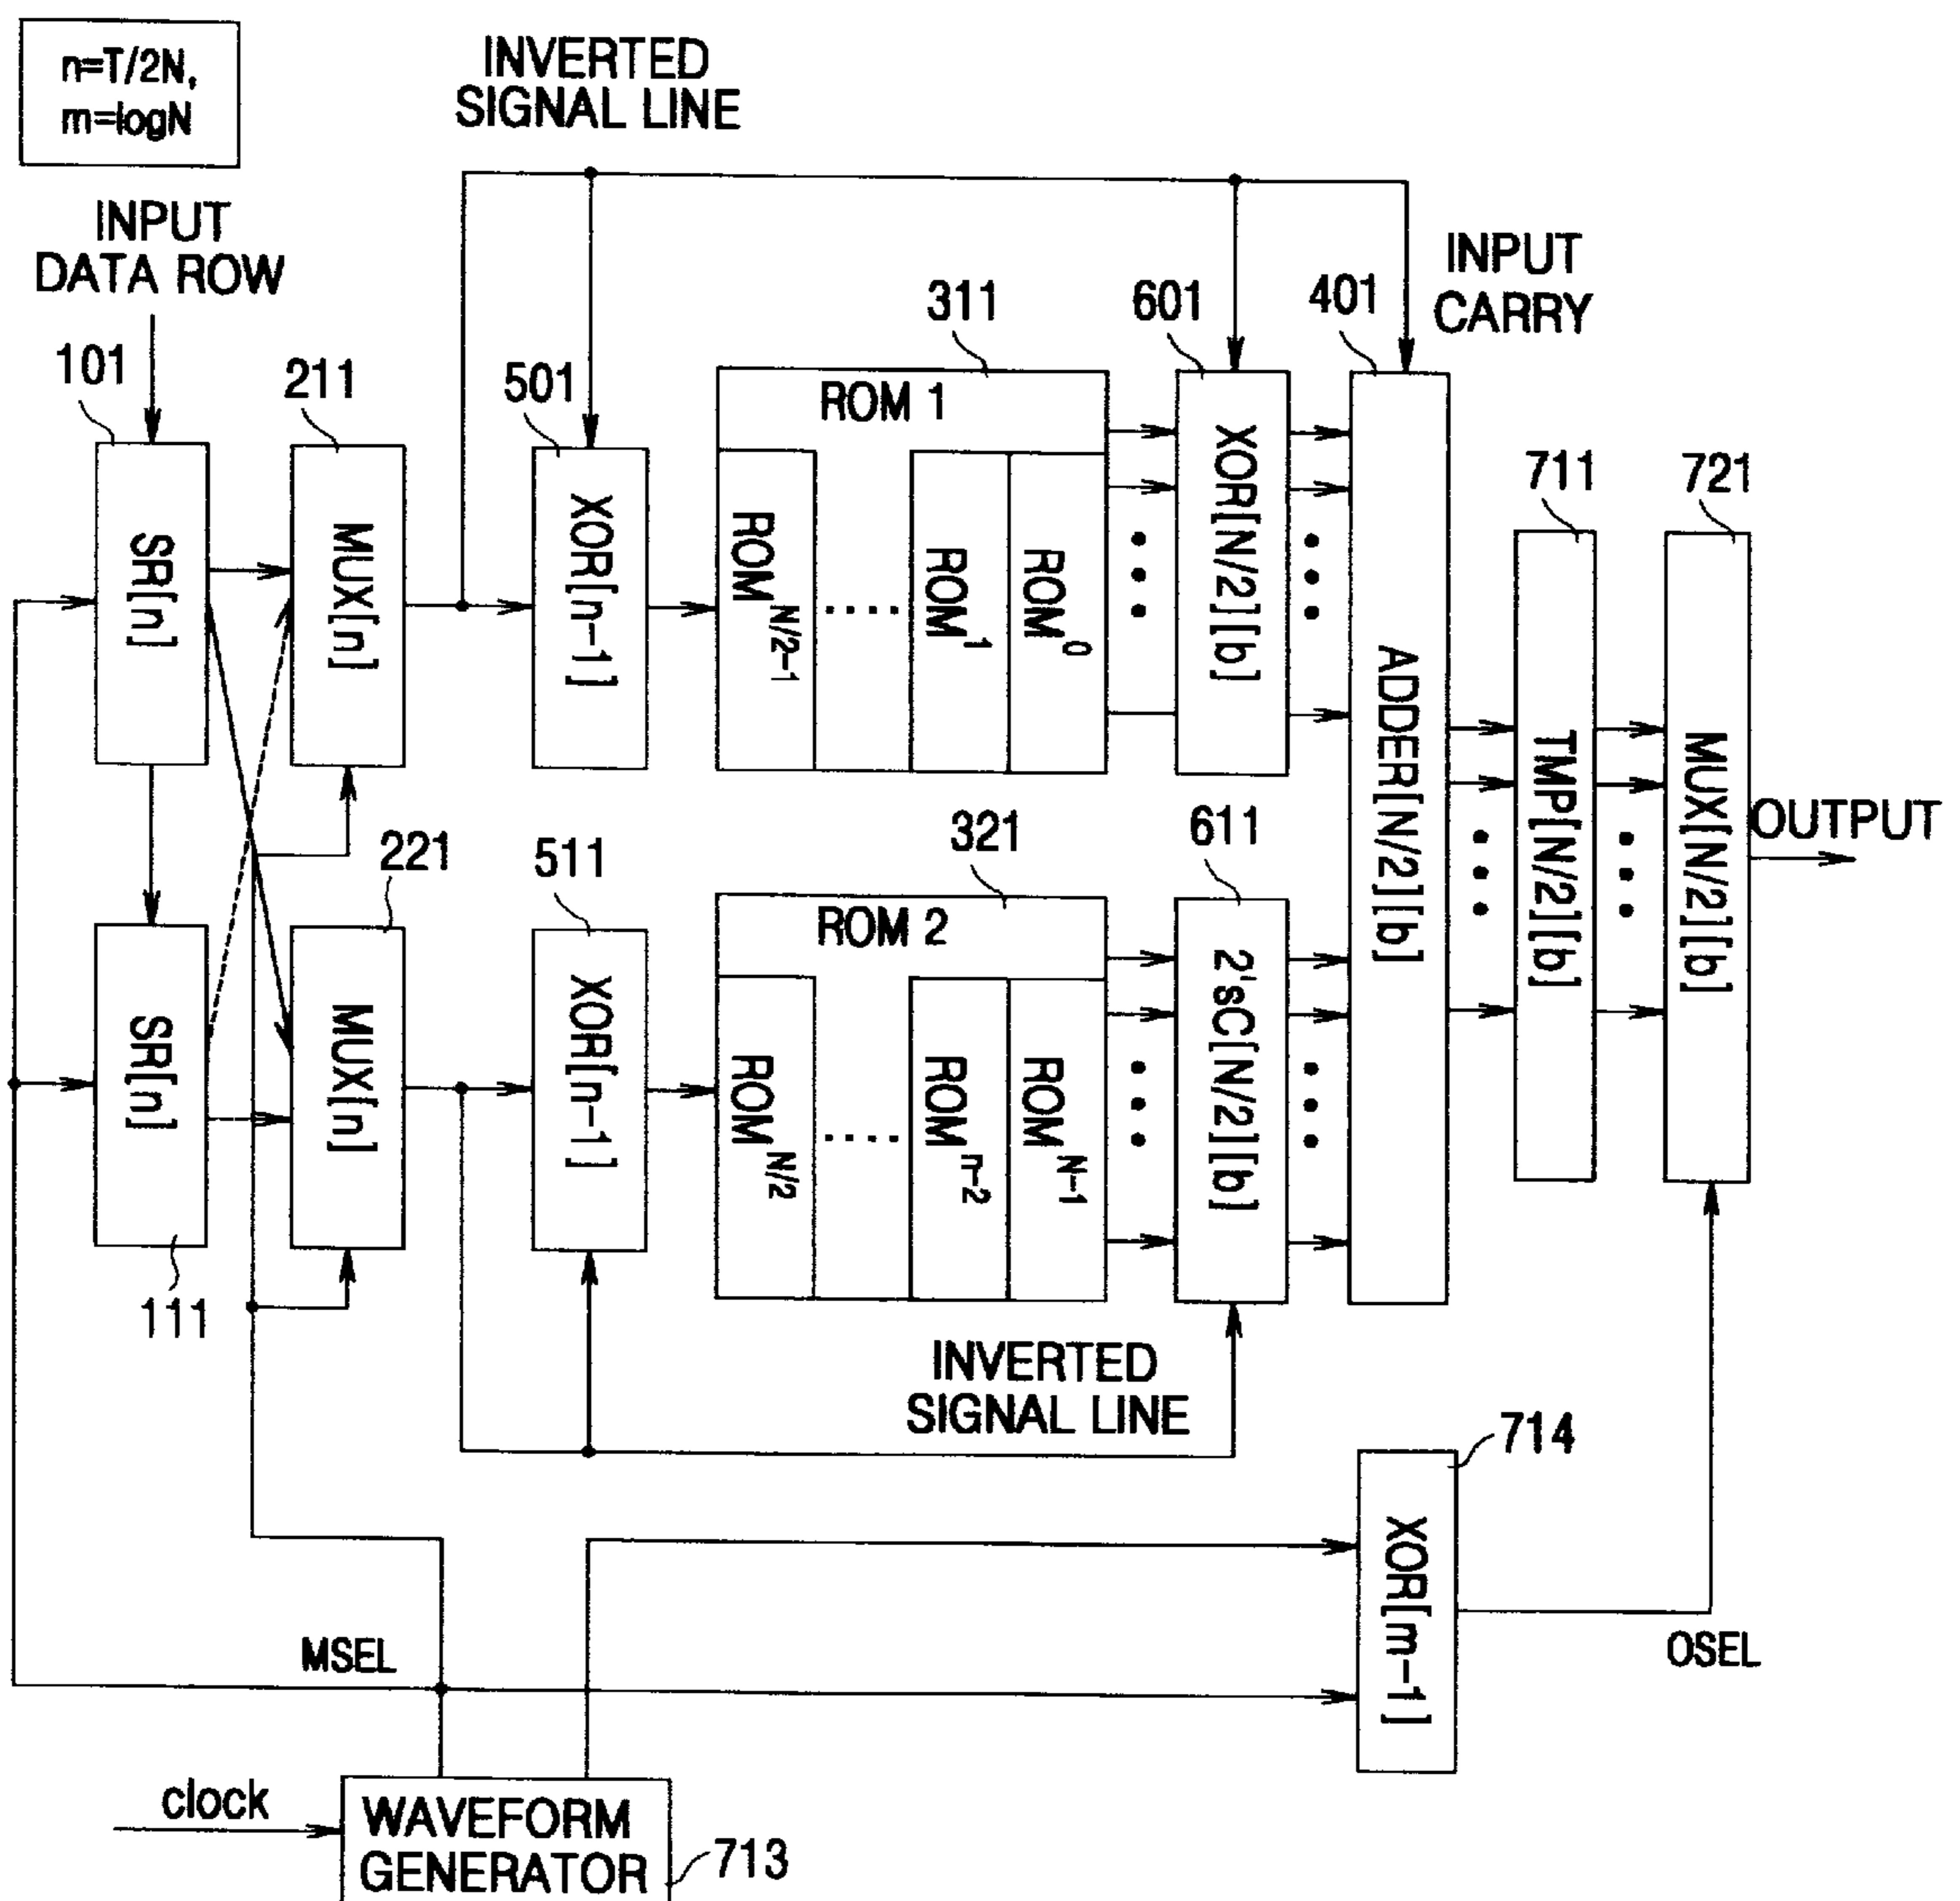 n=T/2N,
m=logN
INVERTED
SIGNAL LINE
INPUT
DATA ROW
INPUT
CARRY
101
211
501
311
601
401
711
721
SR[n]
MUX[n]
XOR[n-1]
ROM 1
ROM^N/2-1
.....
ROM^1
ROM^0
XOR[N/2][b]
ADDER[N/2][b]
TMP[N/2][b]
MUX[N/2][b]
OUTPUT
221
511
321
611
SR[n]
MUX[n]
XOR[n-1]
ROM 2
ROM^N/2
.....
ROM^n-2
ROM^N-1
2'sC[N/2][b]
111
INVERTED
SIGNAL LINE
714
XOR[m-1]
MSEL
OSEL
clock
WAVEFORM
GENERATOR
713